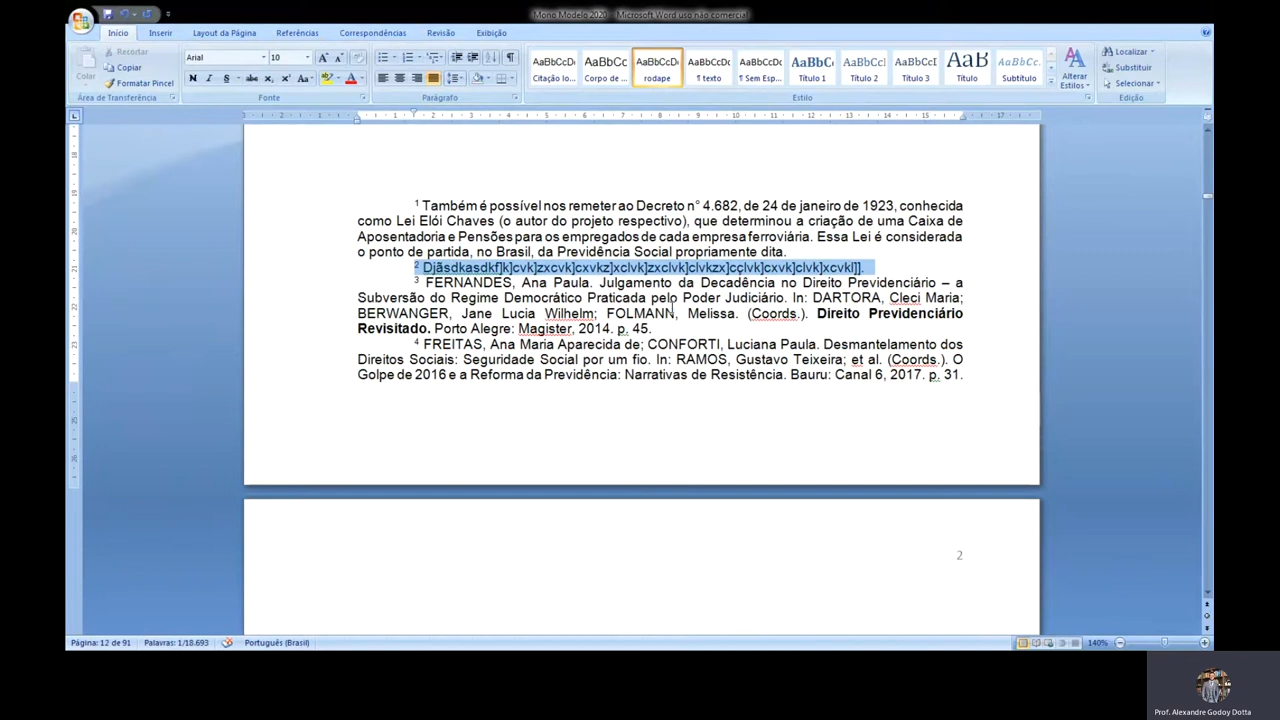 Mono Modelo 2020 - Microsoft Word uso não comercial
Início Inserir Layout da Página Referências Correspondências Revisão Exibição
Colar
Recortar
Copiar
Formatar Pincel
Área de Transferência
Arial 10
N I S abe x₂ x² Aa
Fonte
Parágrafo
AaBbCcDc AaBbCc AaBbCcDc AaBbCcDc AaBbCcDc AaBbC AaBbCc AaBbCc AaB AaBbCc.
Citação lo... Corpo de ... rodape ¶ texto ¶ Sem Esp... Título 1 Título 2 Título 3 Título Subtítulo
Estilo
Alterar
Estilos
Localizar
Substituir
Selecionar
Edição
¹ Também é possível nos remeter ao Decreto n° 4.682, de 24 de janeiro de 1923, conhecida
como Lei Elói Chaves (o autor do projeto respectivo), que determinou a criação de uma Caixa de
Aposentadoria e Pensões para os empregados de cada empresa ferroviária. Essa Lei é considerada
o ponto de partida, no Brasil, da Previdência Social propriamente dita.
² Djãsdkasdkf]k]cvk]zxcvk]cxvkz]xclvk]zxclvk]clvkzx]cçlvk]cxvk]clvk]xcvkl]].
³ FERNANDES, Ana Paula. Julgamento da Decadência no Direito Previdenciário – a
Subversão do Regime Democrático Praticada pelo Poder Judiciário. In: DARTORA, Cleci Maria;
BERWANGER, Jane Lucia Wilhelm; FOLMANN, Melissa. (Coords.). Direito Previdenciário
Revisitado. Porto Alegre: Magister, 2014. p. 45.
⁴ FREITAS, Ana Maria Aparecida de; CONFORTI, Luciana Paula. Desmantelamento dos
Direitos Sociais: Seguridade Social por um fio. In: RAMOS, Gustavo Teixeira; et al. (Coords.). O
Golpe de 2016 e a Reforma da Previdência: Narrativas de Resistência. Bauru: Canal 6, 2017. p. 31.
2
Página: 12 de 91 Palavras: 1/18.693 Português (Brasil) 140%
Prof. Alexandre Godoy Dotta